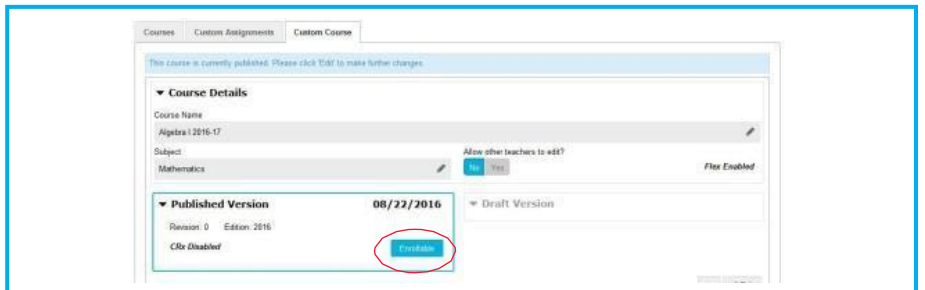 Courses Custom Assignments Custom Course
This course is currently published. Please click 'Edit' to make further changes.
▼ Course Details
Course Name
Algebra I 2016-17
Subject Allow other teachers to edit?
Mathematics No Yes Flex Enabled
▼ Published Version 08/22/2016 ▼ Draft Version
Revision: 0 Edition: 2016
CRx Disabled Enrollable